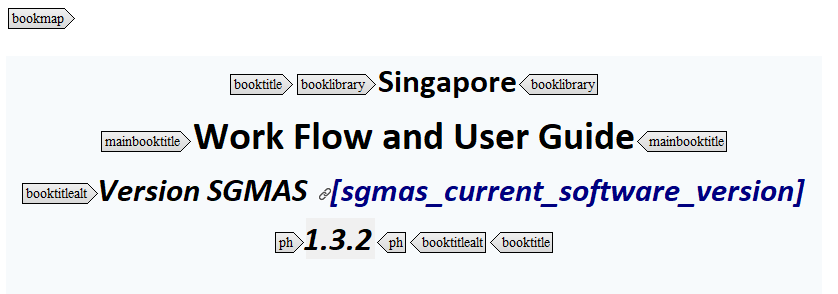 bookmap
booktitle booklibrary Singapore booklibrary
mainbooktitle Work Flow and User Guide mainbooktitle
booktitlealt Version SGMAS [sgmas_current_software_version]
ph 1.3.2 ph booktitlealt booktitle